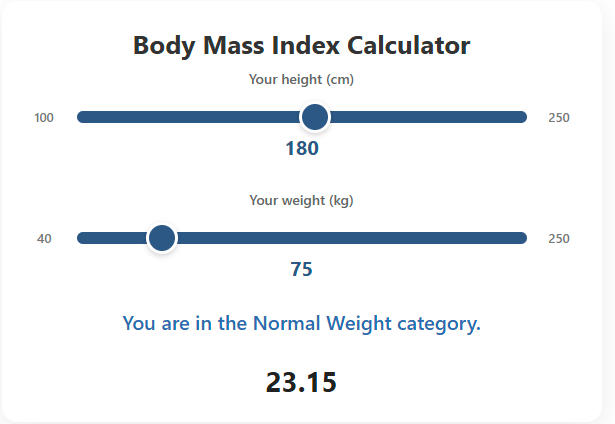 Body Mass Index Calculator
Your height (cm)
100 250
180
Your weight (kg)
40 250
75
You are in the Normal Weight category.
23.15